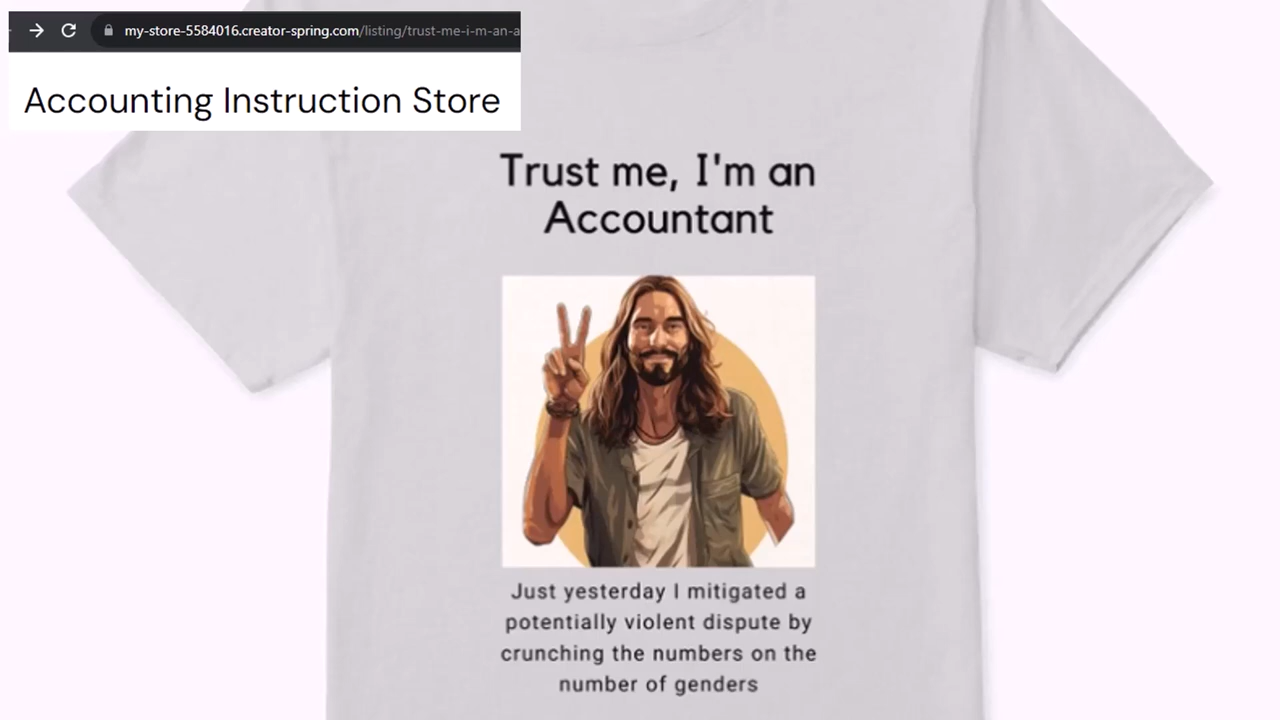 my-store-5584016.creator-spring.com/listing/trust-me-i-m-an-a
Accounting Instruction Store
Trust me, I'm an
Accountant
Just yesterday I mitigated a
potentially violent dispute by
crunching the numbers on the
number of genders